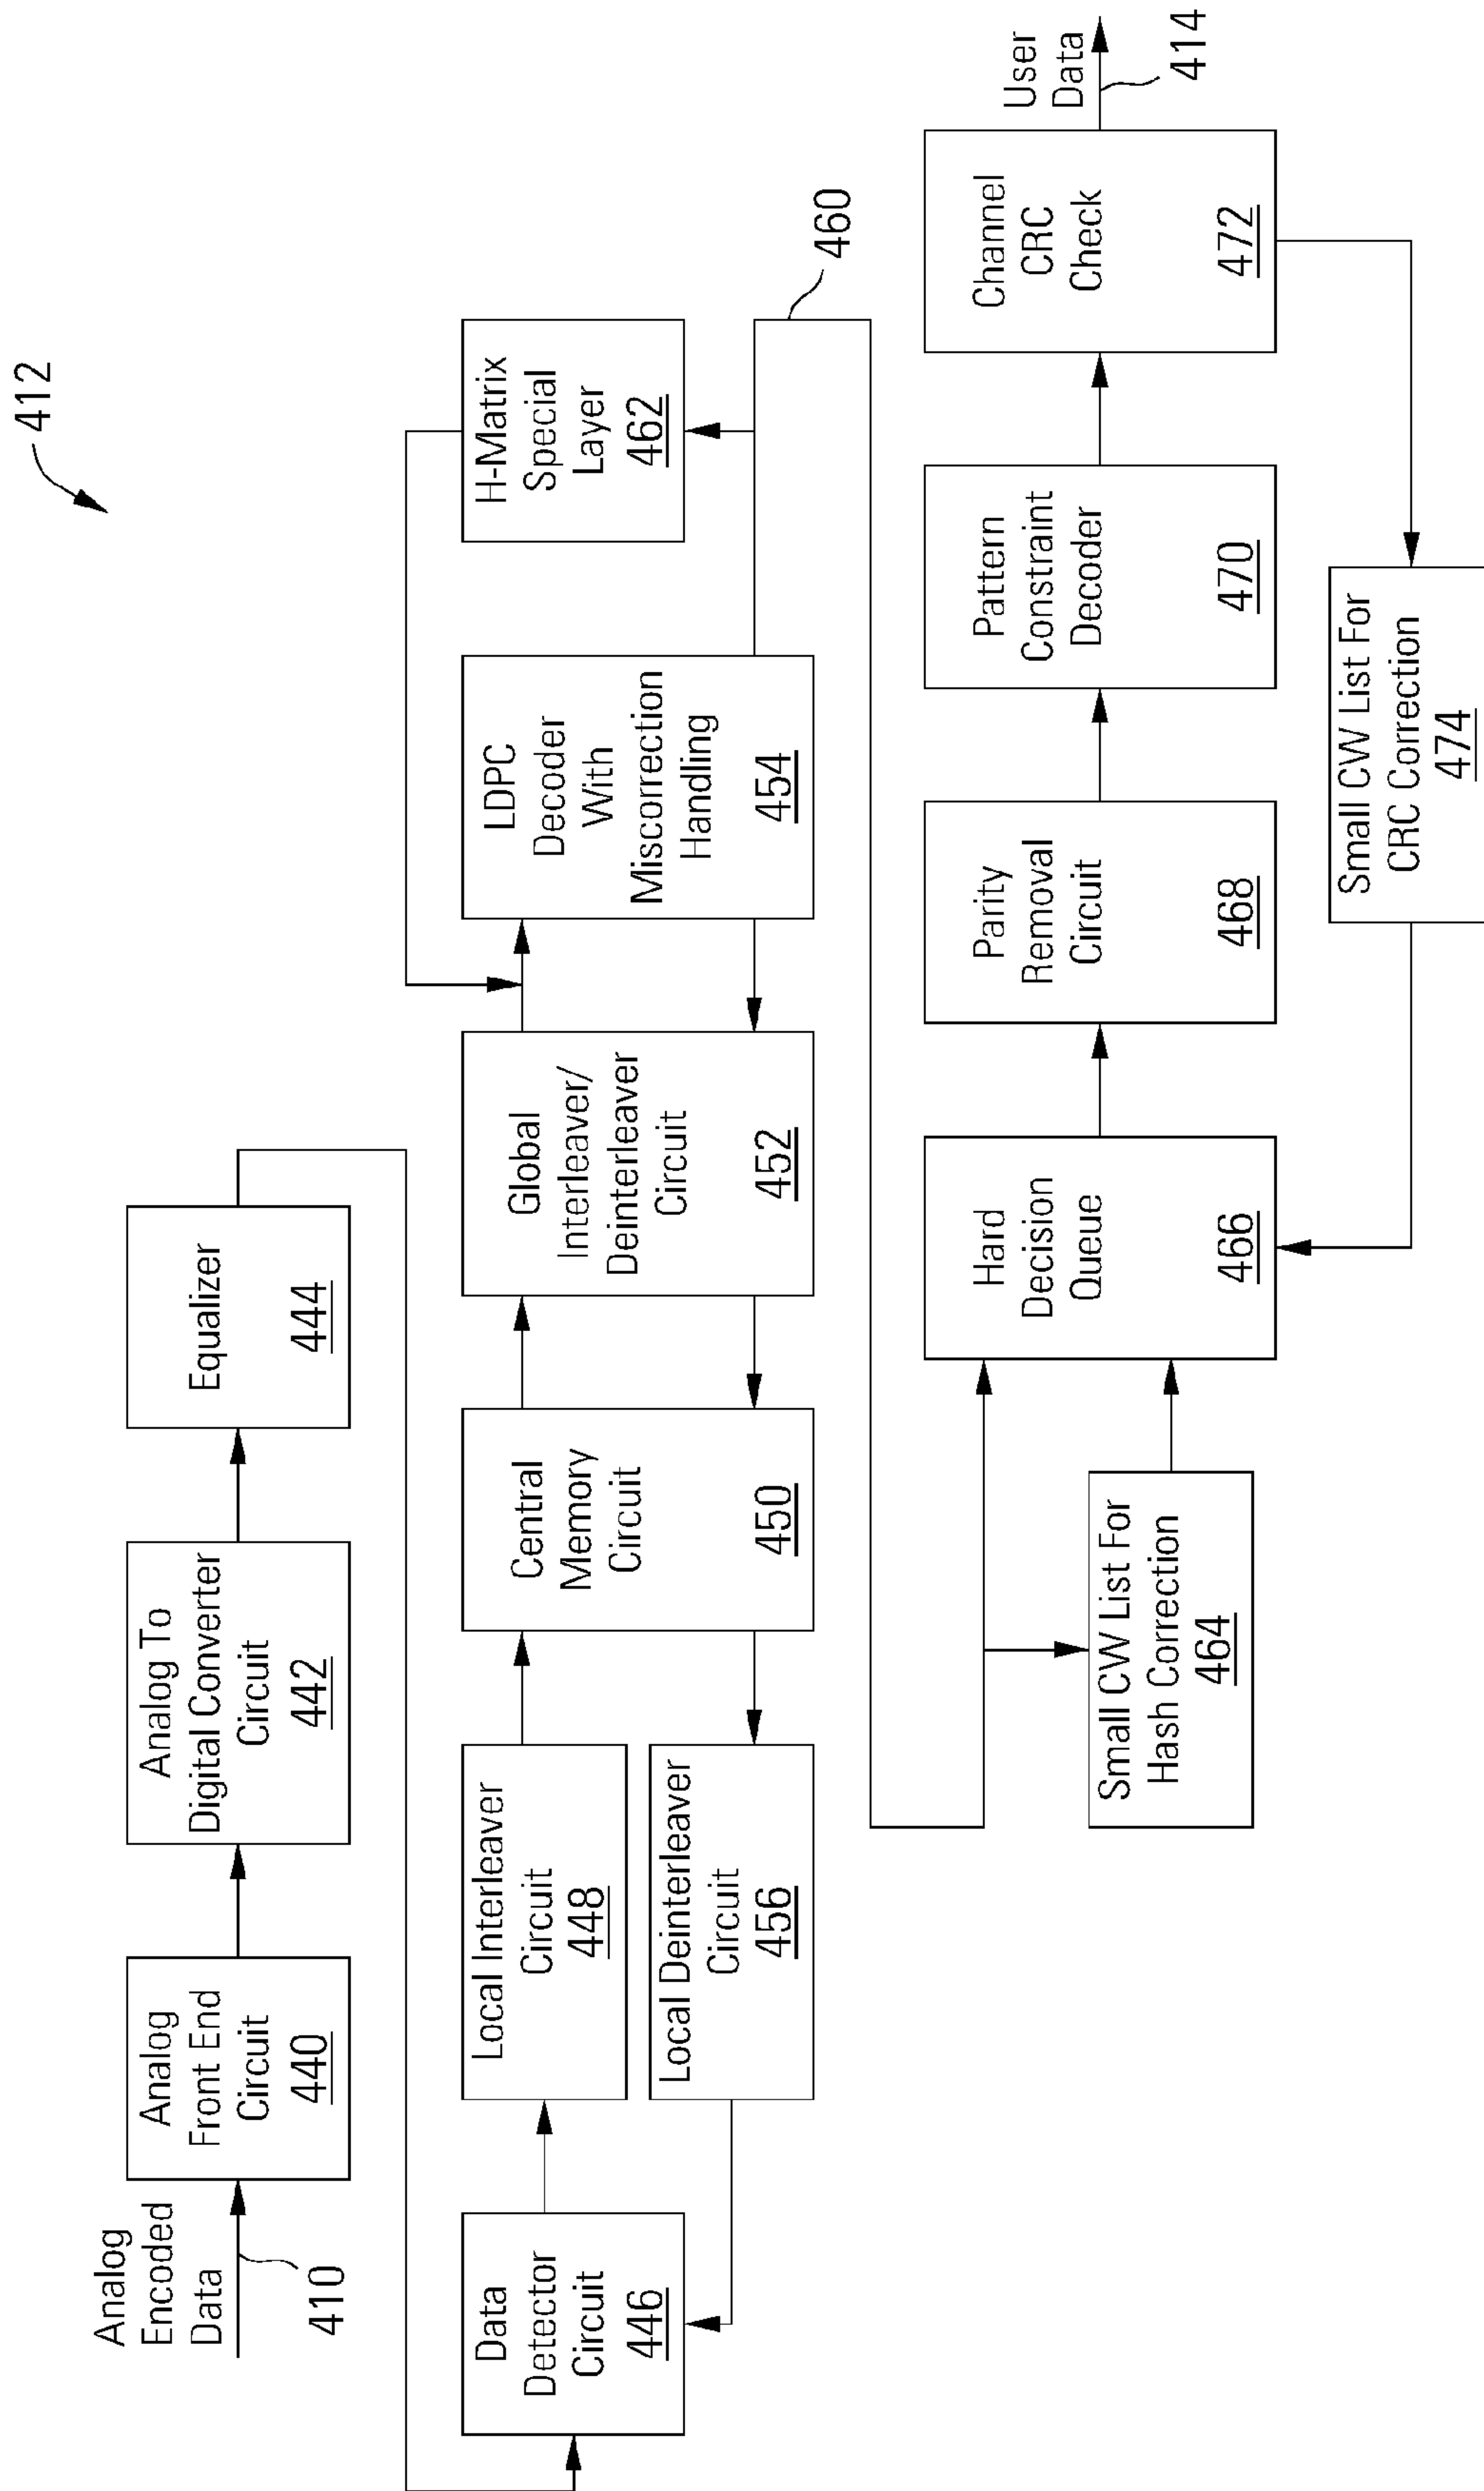 412
Analog
Encoded
Data
410
Analog
Front End
Circuit
440
Analog To
Digital Converter
Circuit
442
Equalizer
444
Data
Detector
Circuit
446
Local Interleaver
Circuit
448
Local Deinterleaver
Circuit
456
Central
Memory
Circuit
450
Global
Interleaver/
Deinterleaver
Circuit
452
LDPC
Decoder
With
Miscorrection
Handling
454
H-Matrix
Special
Layer
462
460
Small CW List For
Hash Correction
464
Hard
Decision
Queue
466
Parity
Removal
Circuit
468
Pattern
Constraint
Decoder
470
Channel
CRC
Check
472
User
Data
414
Small CW List For
CRC Correction
474